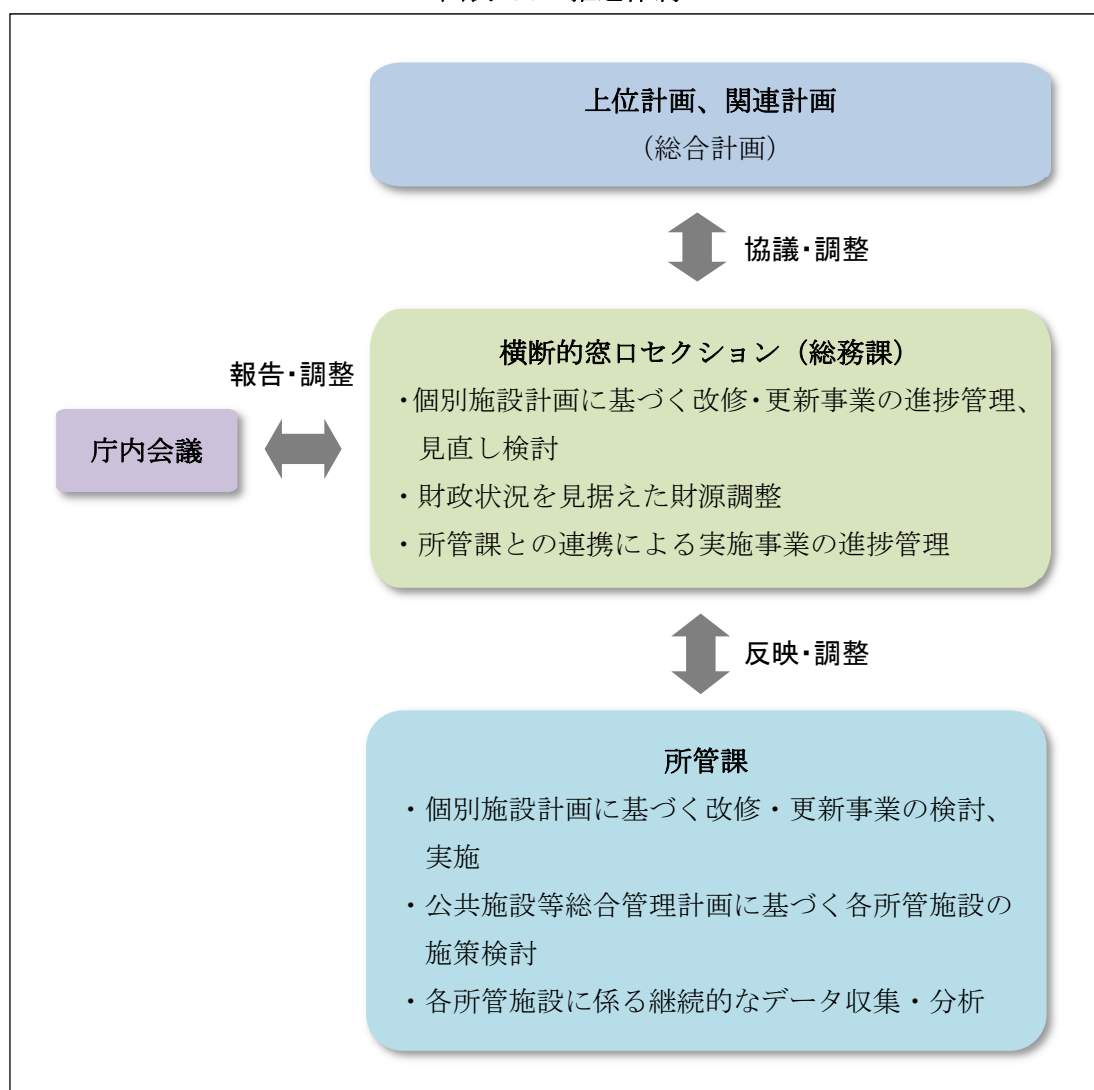 上位計画、関連計画
(総合計画)
協議・調整
横断的窓口セクション(総務課)
・個別施設計画に基づく改修・更新事業の進捗管理、
見直し検討
・財政状況を見据えた財源調整
・所管課との連携による実施事業の進捗管理
報告・調整
庁内会議
反映・調整
所管課
・個別施設計画に基づく改修・更新事業の検討、
実施
・公共施設等総合管理計画に基づく各所管施設の
施策検討
・各所管施設に係る継続的なデータ収集・分析